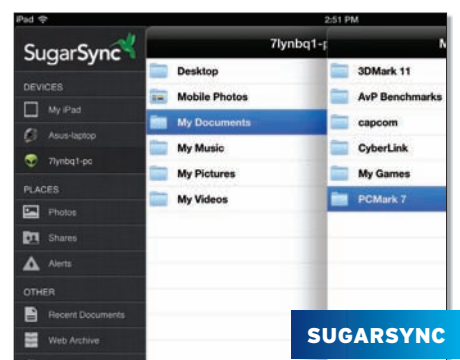 iPad
2:51 PM
SugarSync
DEVICES
My iPad
Asus-laptop
7lynbq1-pc
PLACES
Photos
Shares
Alerts
OTHER
Recent Documents
Web Archive
7lynbq1-p
Desktop
Mobile Photos
My Documents
My Music
My Pictures
My Videos
3DMark 11
AvP Benchmarks
capcom
CyberLink
My Games
PCMark 7
SUGARSYNC